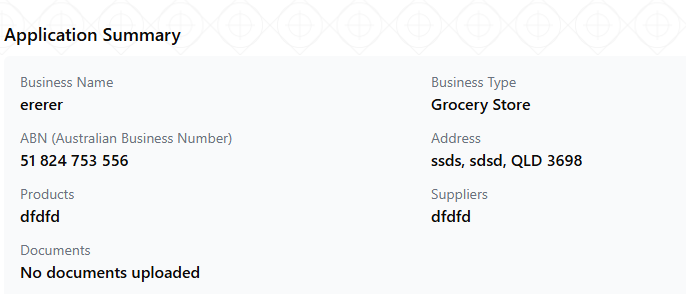 Application Summary
Business Name
ererer
Business Type
Grocery Store
ABN (Australian Business Number)
51 824 753 556
Address
ssds, sdsd, QLD 3698
Products
dfdfd
Suppliers
dfdfd
Documents
No documents uploaded